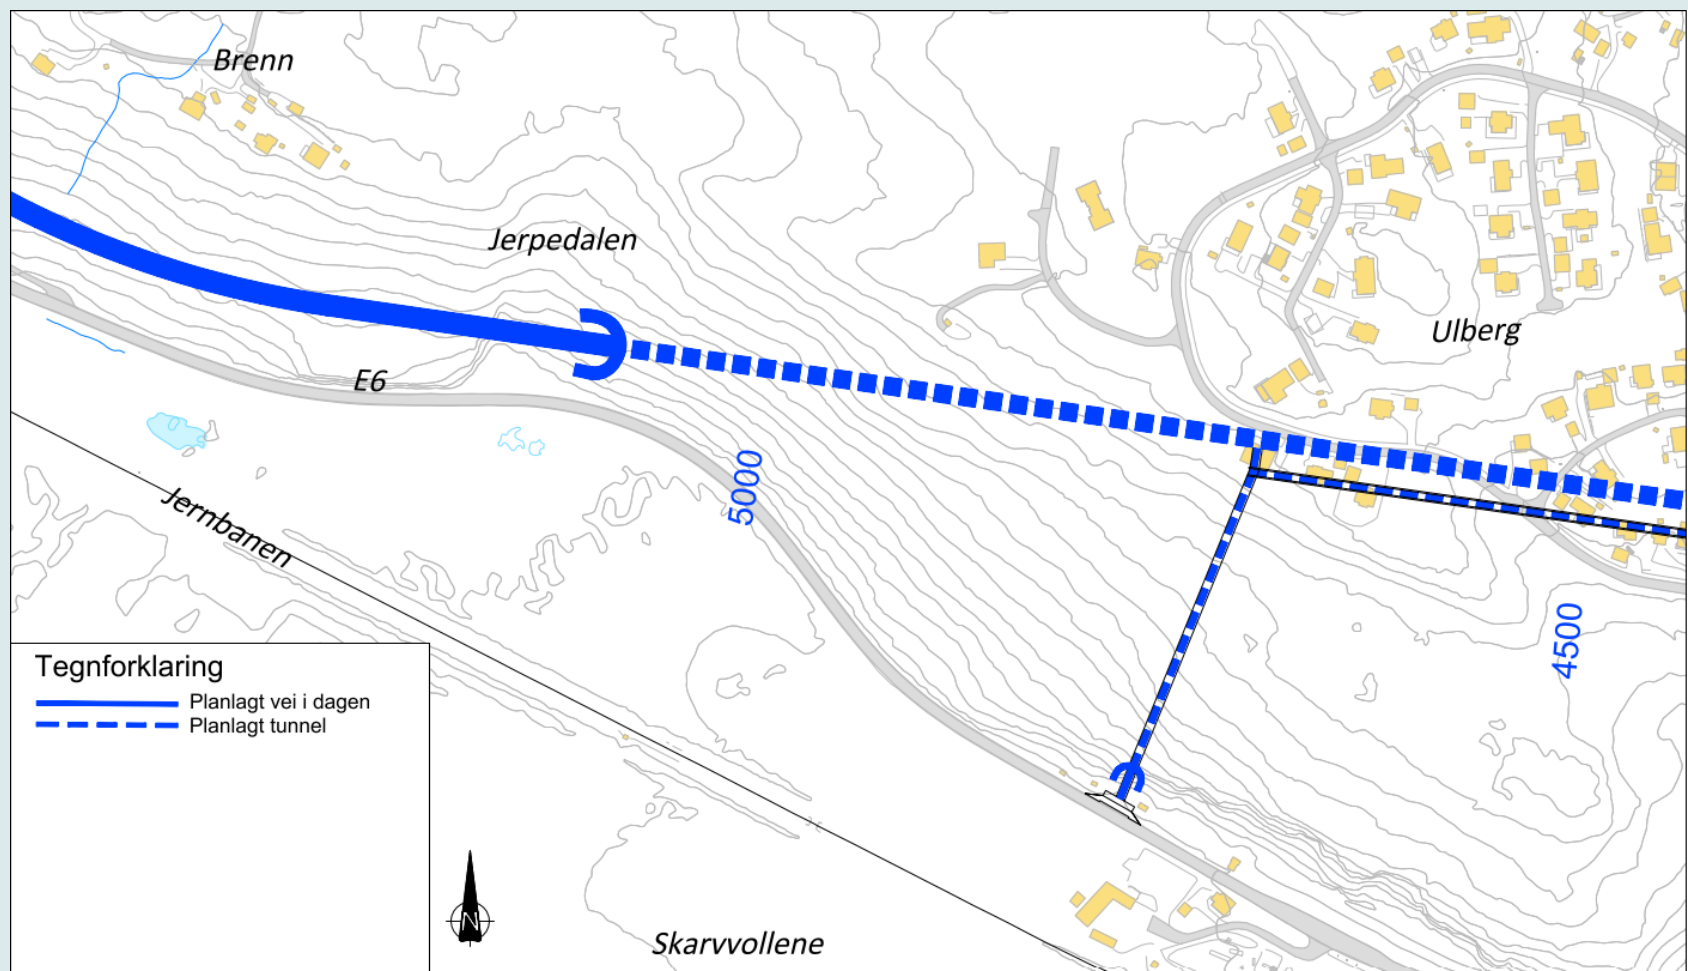 Brenn
Jerpedalen
Ulberg
E6
5000
Jernbanen
4500
Tegnforklaring
Planlagt vei i dagen
Planlagt tunnel
N
Skarvvollene